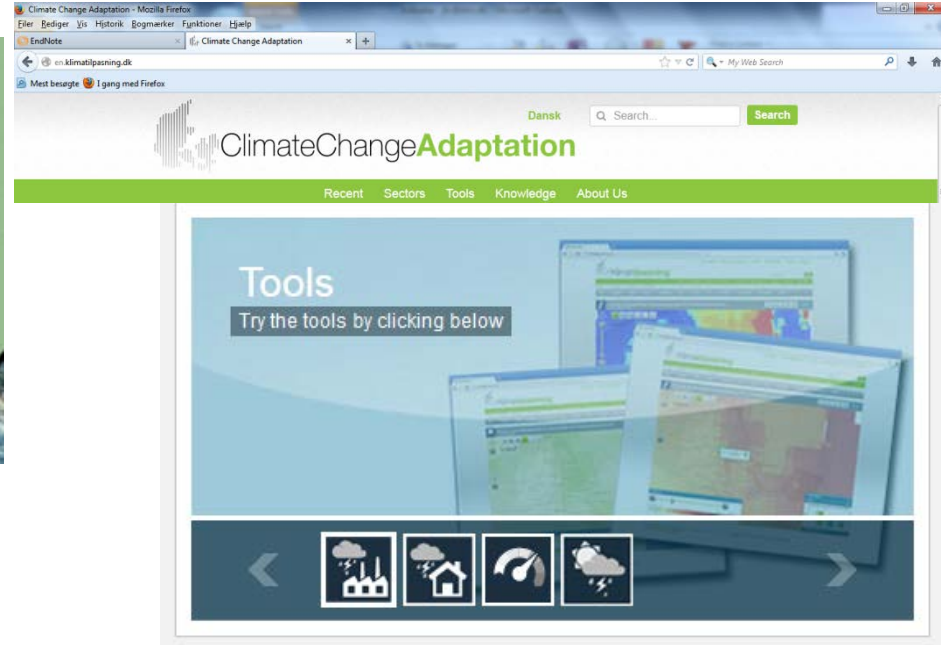 Climate Change Adaptation - Mozilla Firefox
Filer Rediger Vis Historik Bogmærker Funktioner Hjælp
EndNote
Climate Change Adaptation
en.klimatilpasning.dk
My Web Search
Mest besøgte I gang med Firefox
Dansk
Search...
Search
ClimateChangeAdaptation
Recent Sectors Tools Knowledge About Us
Tools
Try the tools by clicking below